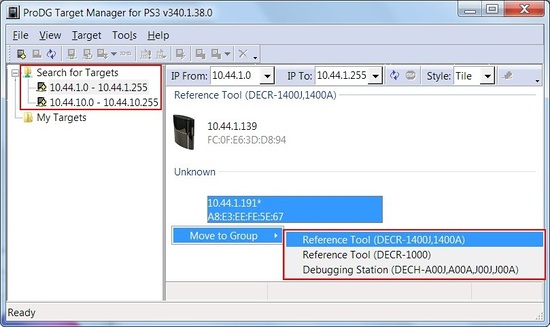 ProDG Target Manager for PS3 v340.1.38.0
File View Target Tools Help
IP From: 10.44.1.0 IP To: 10.44.1.255 Style: Tile
Search for Targets
10.44.1.0 - 10.44.1.255
10.44.10.0 - 10.44.10.255
My Targets
Reference Tool (DECR-1400J,1400A)
10.44.1.139
FC:0F:E6:3D:D8:94
Unknown
10.44.1.191*
A8:E3:EE:FE:5E:67
Move to Group
Reference Tool (DECR-1400J,1400A)
Reference Tool (DECR-1000)
Debugging Station (DECH-A00J,A00A,J00J,J00A)
Ready